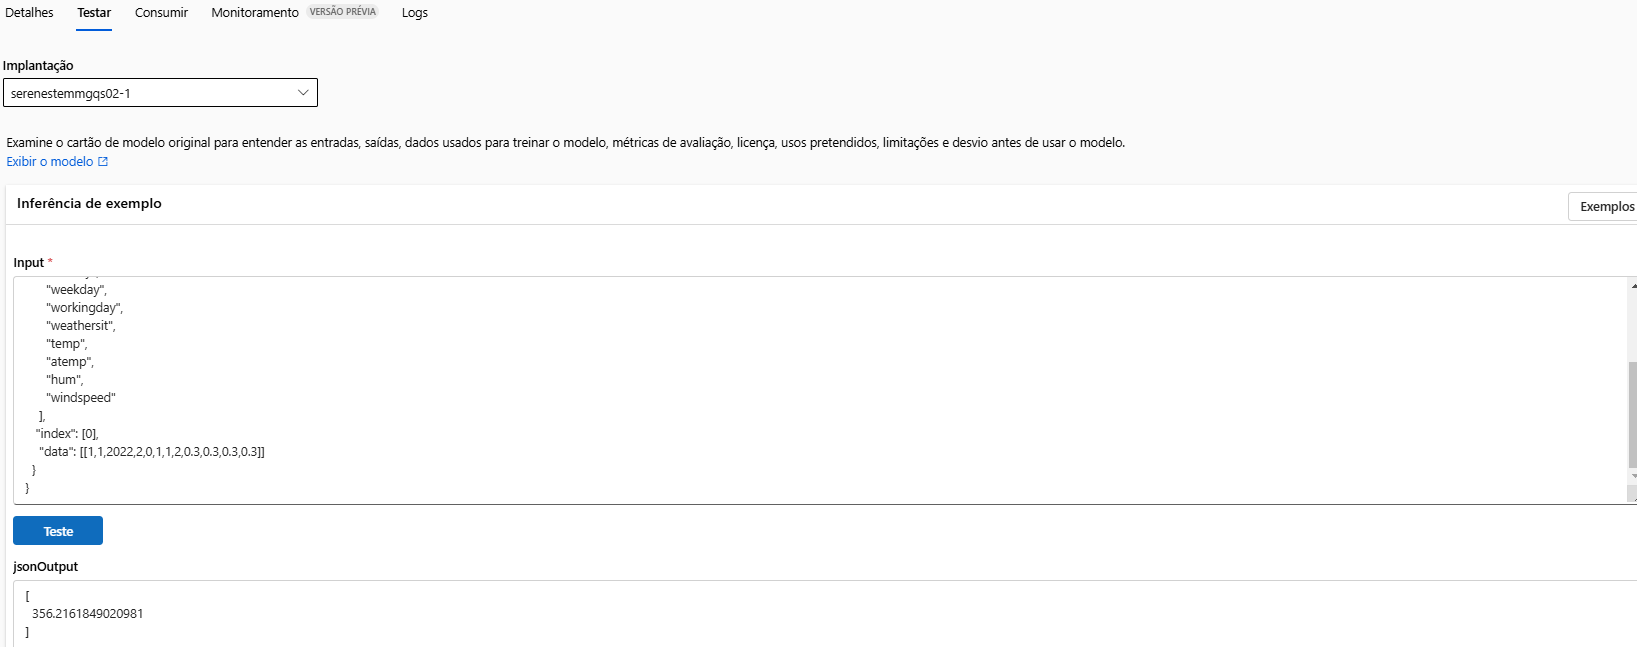 Detalhes Testar Consumir Monitoramento VERSÃO PRÉVIA Logs
Implantação
serenestemmgqs02-1
Examine o cartão de modelo original para entender as entradas, saídas, dados usados para treinar o modelo, métricas de avaliação, licença, usos pretendidos, limitações e desvio antes de usar o modelo.
Exibir o modelo
Inferência de exemplo
Exemplos
Input *
"weekday",
"workingday",
"weathersit",
"temp",
"atemp",
"hum",
"windspeed"
],
"index": [0],
"data": [[1,1,2022,2,0,1,1,2,0.3,0.3,0.3,0.3]]
}
}
Teste
jsonOutput
[
356.2161849020981
]